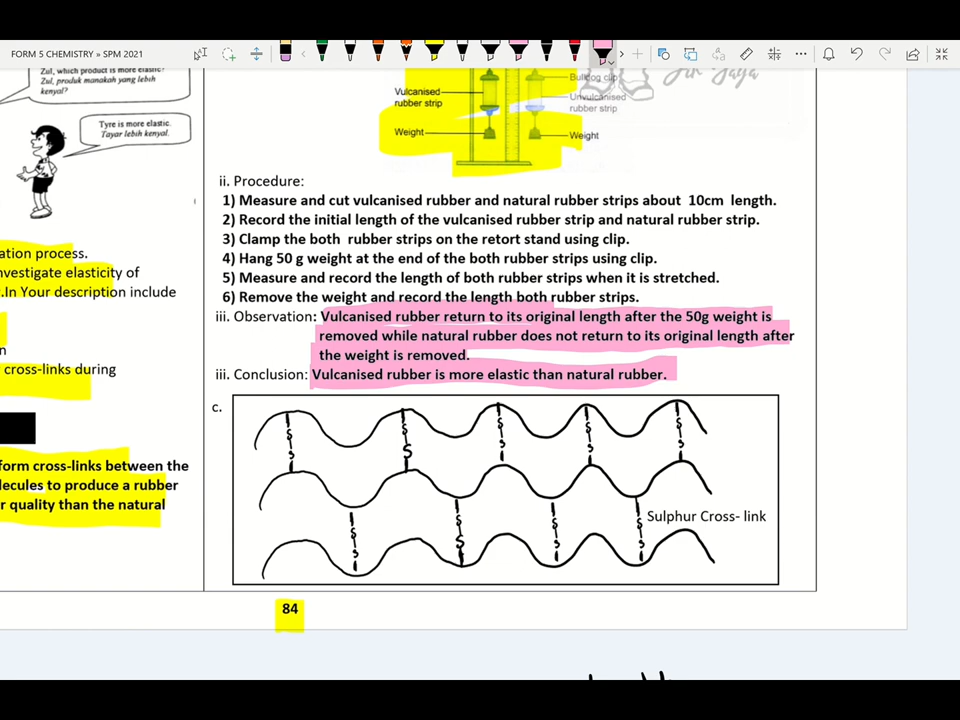 FORM 5 CHEMISTRY » SPM 2021
Zul, which product is more elastic?
Zul, produk manakah yang lebih
kenyal?
Tyre is more elastic.
Tayar lebih kenyal.
ation process.
nvestigate elasticity of
.In Your description include
n
cross-links during
form cross-links between the
lecules to produce a rubber
r quality than the natural
Vulcanised
rubber strip
Weight
Bulldog clip
Unvulcanised
rubber strip
Weight
Jaya
ii. Procedure:
1) Measure and cut vulcanised rubber and natural rubber strips about 10cm length.
2) Record the initial length of the vulcanised rubber strip and natural rubber strip.
3) Clamp the both rubber strips on the retort stand using clip.
4) Hang 50 g weight at the end of the both rubber strips using clip.
5) Measure and record the length of both rubber strips when it is stretched.
6) Remove the weight and record the length both rubber strips.
iii. Observation: Vulcanised rubber return to its original length after the 50g weight is
removed while natural rubber does not return to its original length after
the weight is removed.
iii. Conclusion: Vulcanised rubber is more elastic than natural rubber.
c.
S S S S S
S S S S S
S S S S S
Sulphur Cross- link
S S S S
S S S S
S S S S
84